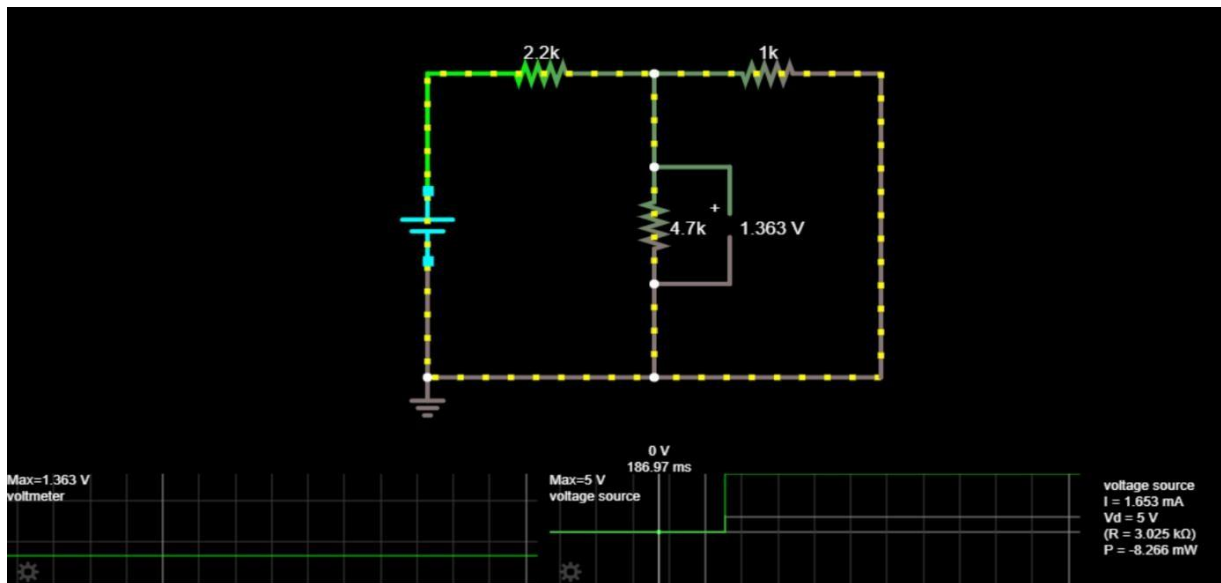 2.2k
1k
+
4.7k
1.363 V
0 V
186.97 ms
Max=1.363 V
voltmeter
Max=5 V
voltage source
voltage source
I = 1.653 mA
Vd = 5 V
(R = 3.025 kΩ)
P = -8.266 mW